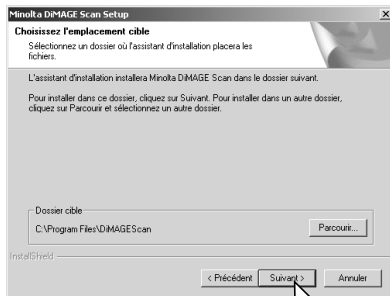 Minolta DiMAGE Scan Setup
Choisissez l'emplacement cible
Sélectionnez un dossier où l'assistant d'installation placera les
fichiers.
L'assistant d'installation installera Minolta DiMAGE Scan dans le dossier suivant.
Pour installer dans ce dossier, cliquez sur Suivant. Pour installer dans un autre dossier,
cliquez sur Parcourir et sélectionnez un autre dossier.
Dossier cible
C:\Program Files\DiMAGEScan
Parcourir...
InstallShield
< Précédent
Suivant >
Annuler